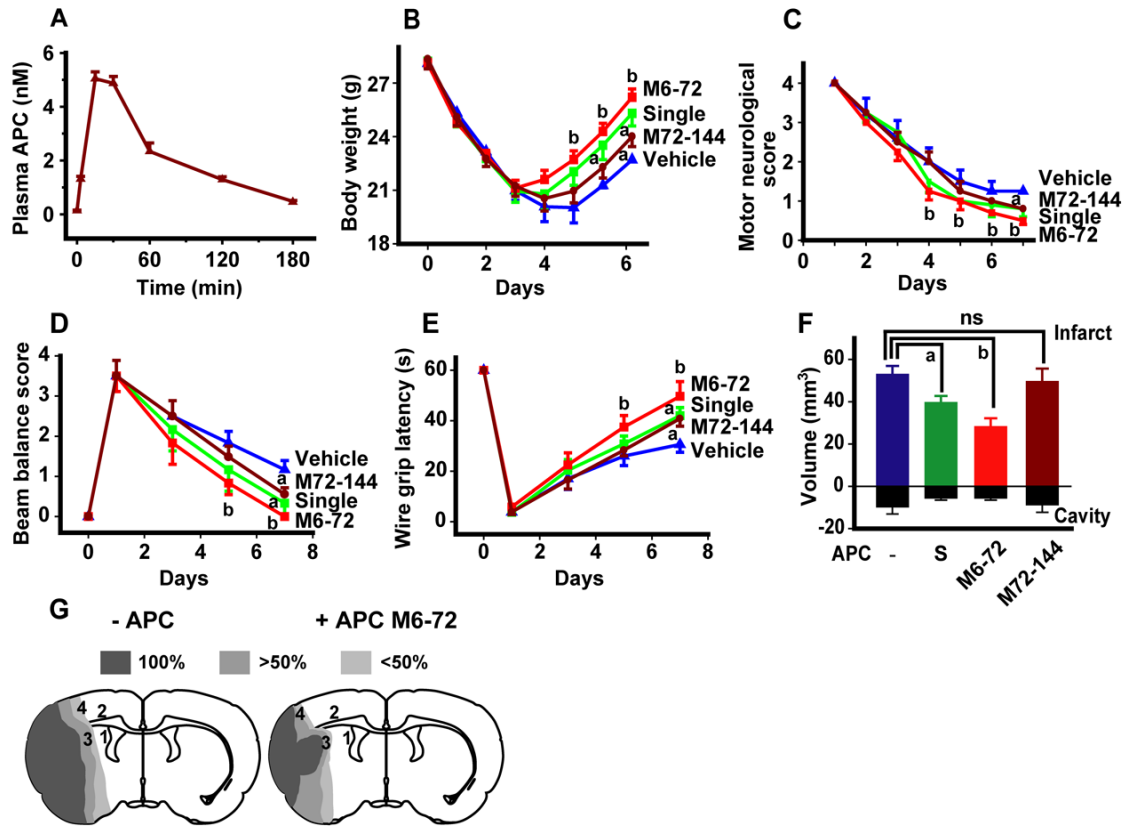 A
Plasma APC (nM)
6
4
2
0
0
60
120
180
Time (min)
B
Body weight (g)
30
27
24
21
18
0
2
4
6
Days
b
b
b
a
a
M6-72
Single
M72-144
Vehicle
C
Motor neurological
score
4
3
2
1
0
2
4
6
Days
b
b
b
b
a
Vehicle
M72-144
Single
M6-72
D
Beam balance score
4
3
2
1
0
0
2
4
6
8
Days
b
a
a
b
Vehicle
M72-144
Single
M6-72
E
Wire grip latency (s)
60
40
20
0
0
2
4
6
8
Days
b
b
a
a
M6-72
Single
M72-144
Vehicle
F
ns
a
b
Infarct
Volume (mm³)
60
40
20
0
-20
Cavity
APC
-
S
M6-72
M72-144
G
- APC
+ APC M6-72
100%
>50%
<50%
4
2
3
1
4
2
3
1